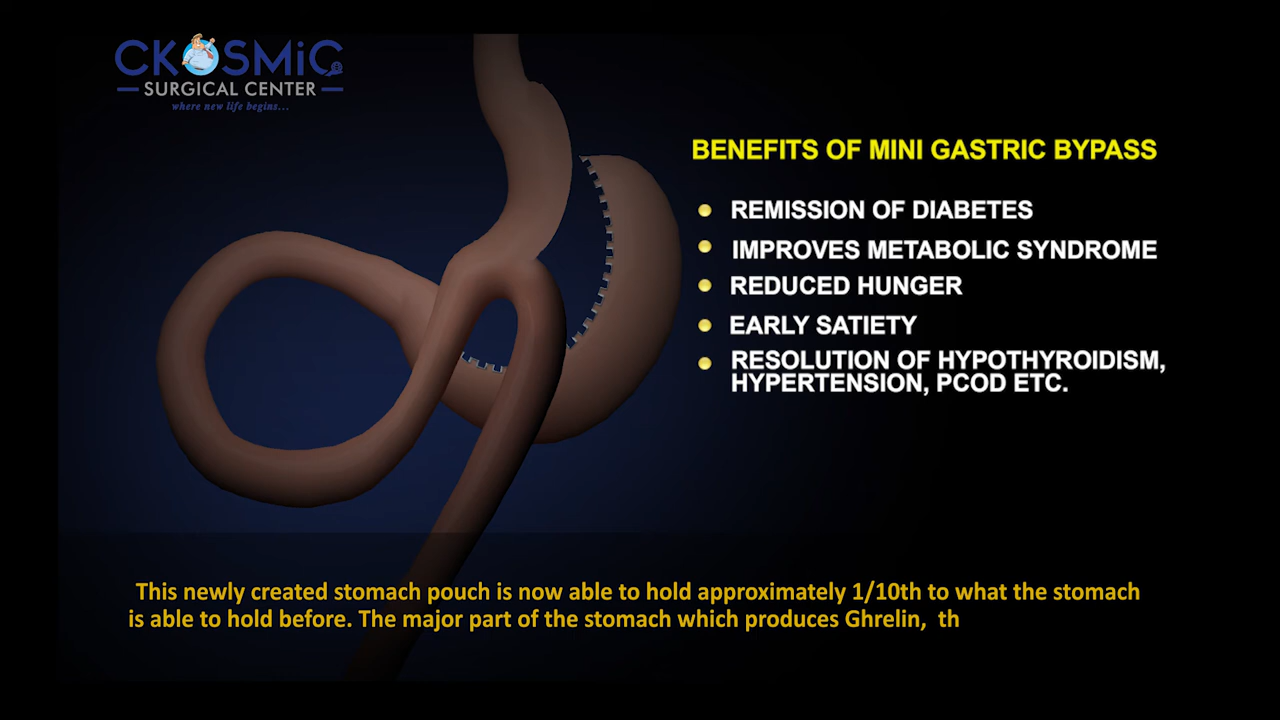 CKOSMiC
SURGICAL CENTER
where new life begins...
BENEFITS OF MINI GASTRIC BYPASS
REMISSION OF DIABETES
IMPROVES METABOLIC SYNDROME
REDUCED HUNGER
EARLY SATIETY
RESOLUTION OF HYPOTHYROIDISM,
HYPERTENSION, PCOD ETC.
This newly created stomach pouch is now able to hold approximately 1/10th to what the stomach
is able to hold before. The major part of the stomach which produces Ghrelin, th